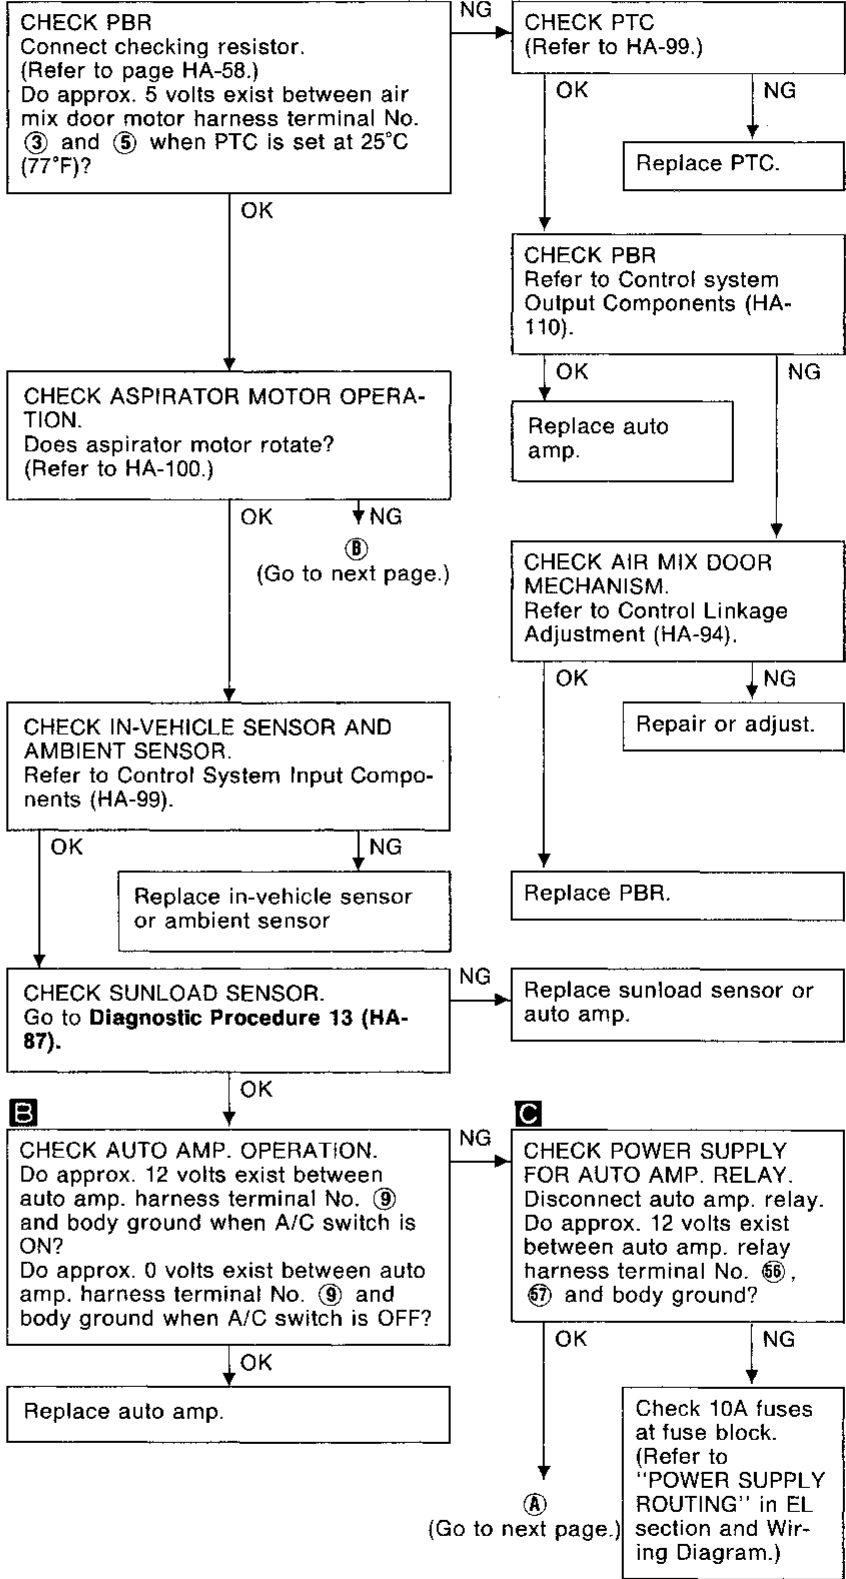 CHECK PBR
Connect checking resistor.
(Refer to page HA-58.)
Do approx. 5 volts exist between air
mix door motor harness terminal No.
③ and ⑤ when PTC is set at 25°C
(77°F)?
NG
CHECK PTC
(Refer to HA-99.)
OK
NG
Replace PTC.
OK
CHECK PBR
Refer to Control system
Output Components (HA-
110).
OK
NG
Replace auto
amp.
CHECK ASPIRATOR MOTOR OPERA-
TION.
Does aspirator motor rotate?
(Refer to HA-100.)
OK
NG
Ⓑ
(Go to next page.)
CHECK AIR MIX DOOR
MECHANISM.
Refer to Control Linkage
Adjustment (HA-94).
OK
NG
Repair or adjust.
Replace PBR.
CHECK IN-VEHICLE SENSOR AND
AMBIENT SENSOR.
Refer to Control System Input Compo-
nents (HA-99).
OK
NG
Replace in-vehicle sensor
or ambient sensor
CHECK SUNLOAD SENSOR.
Go to Diagnostic Procedure 13 (HA-
87).
NG
Replace sunload sensor or
auto amp.
OK
B
CHECK AUTO AMP. OPERATION.
Do approx. 12 volts exist between
auto amp. harness terminal No. ⑨
and body ground when A/C switch is
ON?
Do approx. 0 volts exist between auto
amp. harness terminal No. ⑨ and
body ground when A/C switch is OFF?
NG
C
CHECK POWER SUPPLY
FOR AUTO AMP. RELAY.
Disconnect auto amp. relay.
Do approx. 12 volts exist
between auto amp. relay
harness terminal No. 56,
57 and body ground?
OK
Replace auto amp.
OK
NG
Ⓐ
(Go to next page.)
Check 10A fuses
at fuse block.
(Refer to
"POWER SUPPLY
ROUTING" in EL
section and Wir-
ing Diagram.)